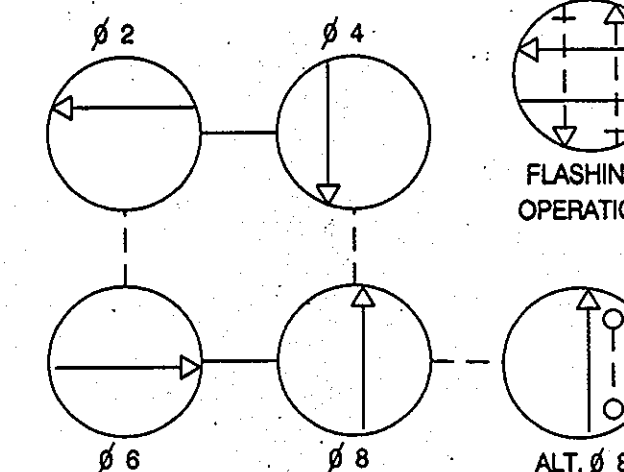 Ø 2
Ø 4
FLASHIN
OPERATIO
Ø 6
Ø 8
ALT. Ø 8